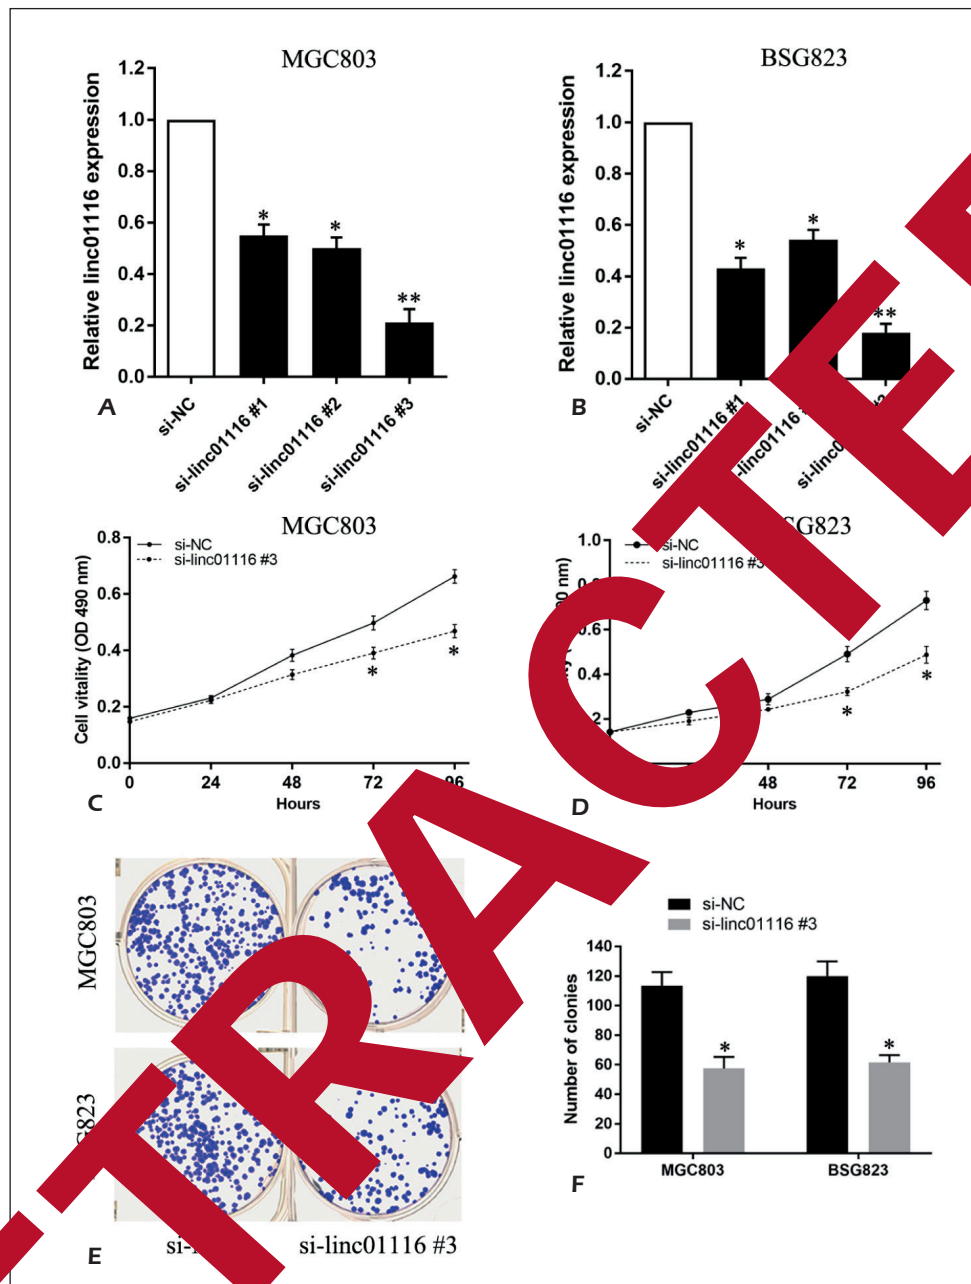 MGC803
Relative linc01116 expression
1.2
1.0
0.8
0.6
0.4
0.2
0.0
*
*
**
si-NC
si-linc01116 #1
si-linc01116 #2
si-linc01116 #3
A
BSG823
Relative linc01116 expression
1.2
1.0
0.8
0.6
0.4
0.2
0.0
*
*
**
si-NC
si-linc01116 #1
B
MGC803
Cell vitality (OD 490 nm)
0.8
0.6
0.4
0.2
0.0
si-NC
si-linc01116 #3
*
*
0
24
48
72
96
Hours
C
1.0
si-NC
si-linc01116 #3
0.6
*
*
48
72
96
Hours
D
MGC803
si-linc01116 #3
E
si-NC
si-linc01116 #3
Number of clonies
140
120
100
80
60
40
20
0
*
*
MGC803
BSG823
F
TRACTE